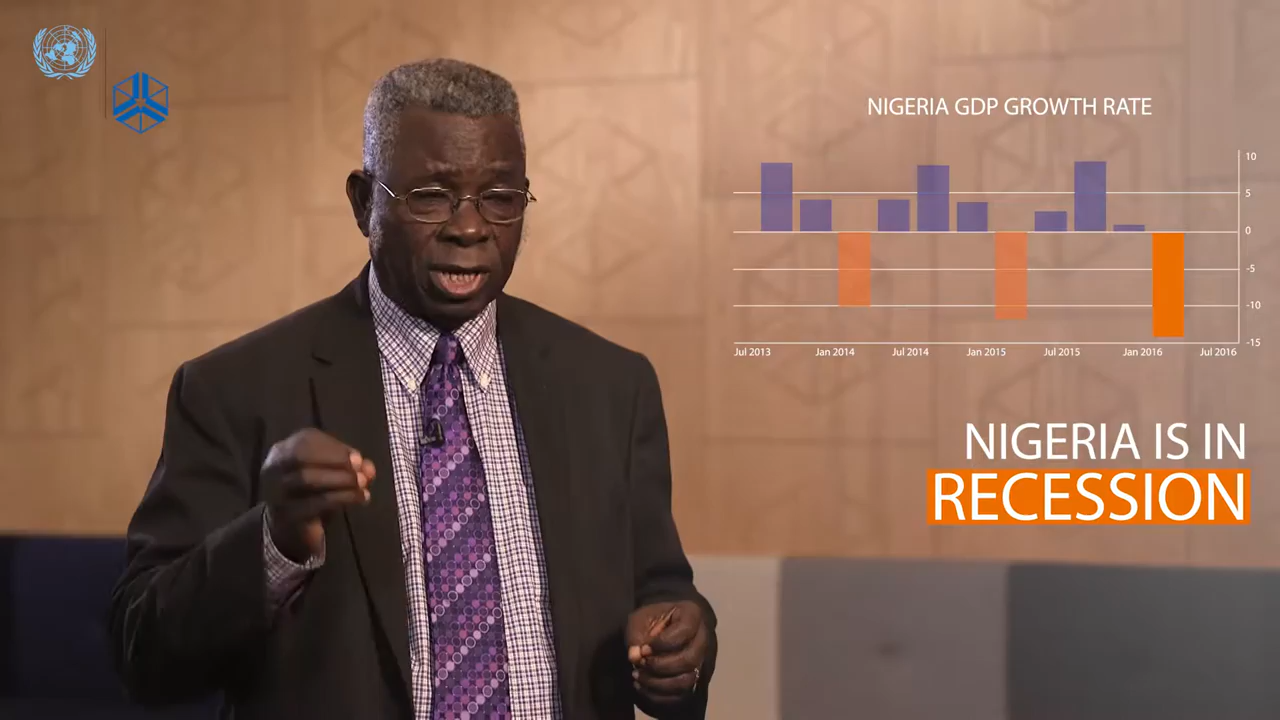 NIGERIA GDP GROWTH RATE
10
5
0
-5
-10
-15
Jul 2013 Jan 2014 Jul 2014 Jan 2015 Jul 2015 Jan 2016 Jul 2016
NIGERIA IS IN
RECESSION